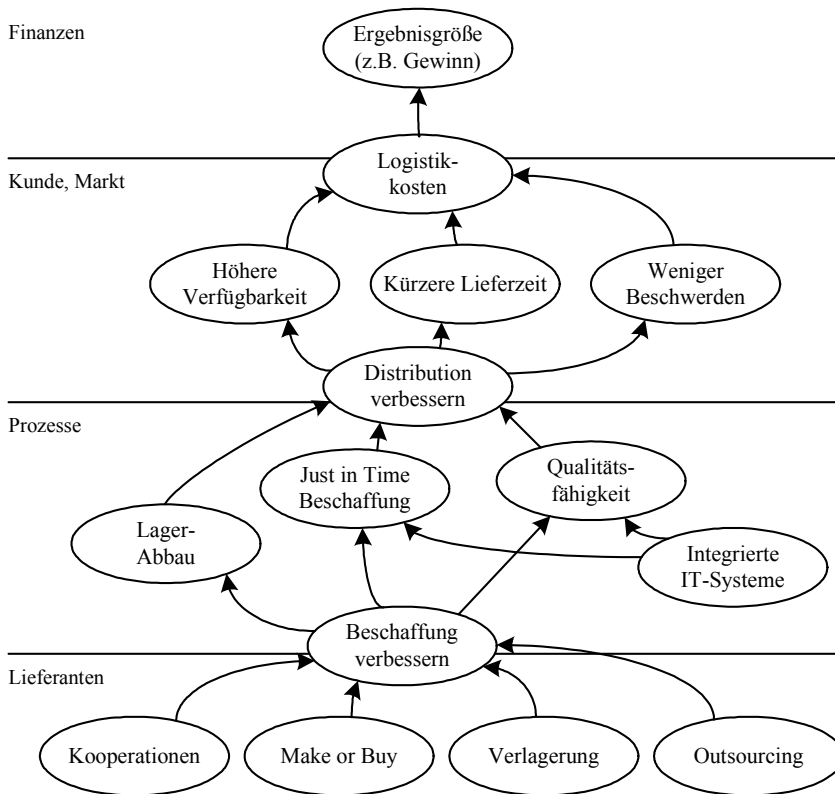 Finanzen
Ergebnisgröße
(z.B. Gewinn)
Logistik-
kosten
Kunde, Markt
Höhere
Verfügbarkeit
Kürzere Lieferzeit
Weniger
Beschwerden
Distribution
verbessern
Prozesse
Just in Time
Beschaffung
Qualitäts-
fähigkeit
Lager-
Abbau
Integrierte
IT-Systeme
Beschaffung
verbessern
Lieferanten
Kooperationen
Make or Buy
Verlagerung
Outsourcing